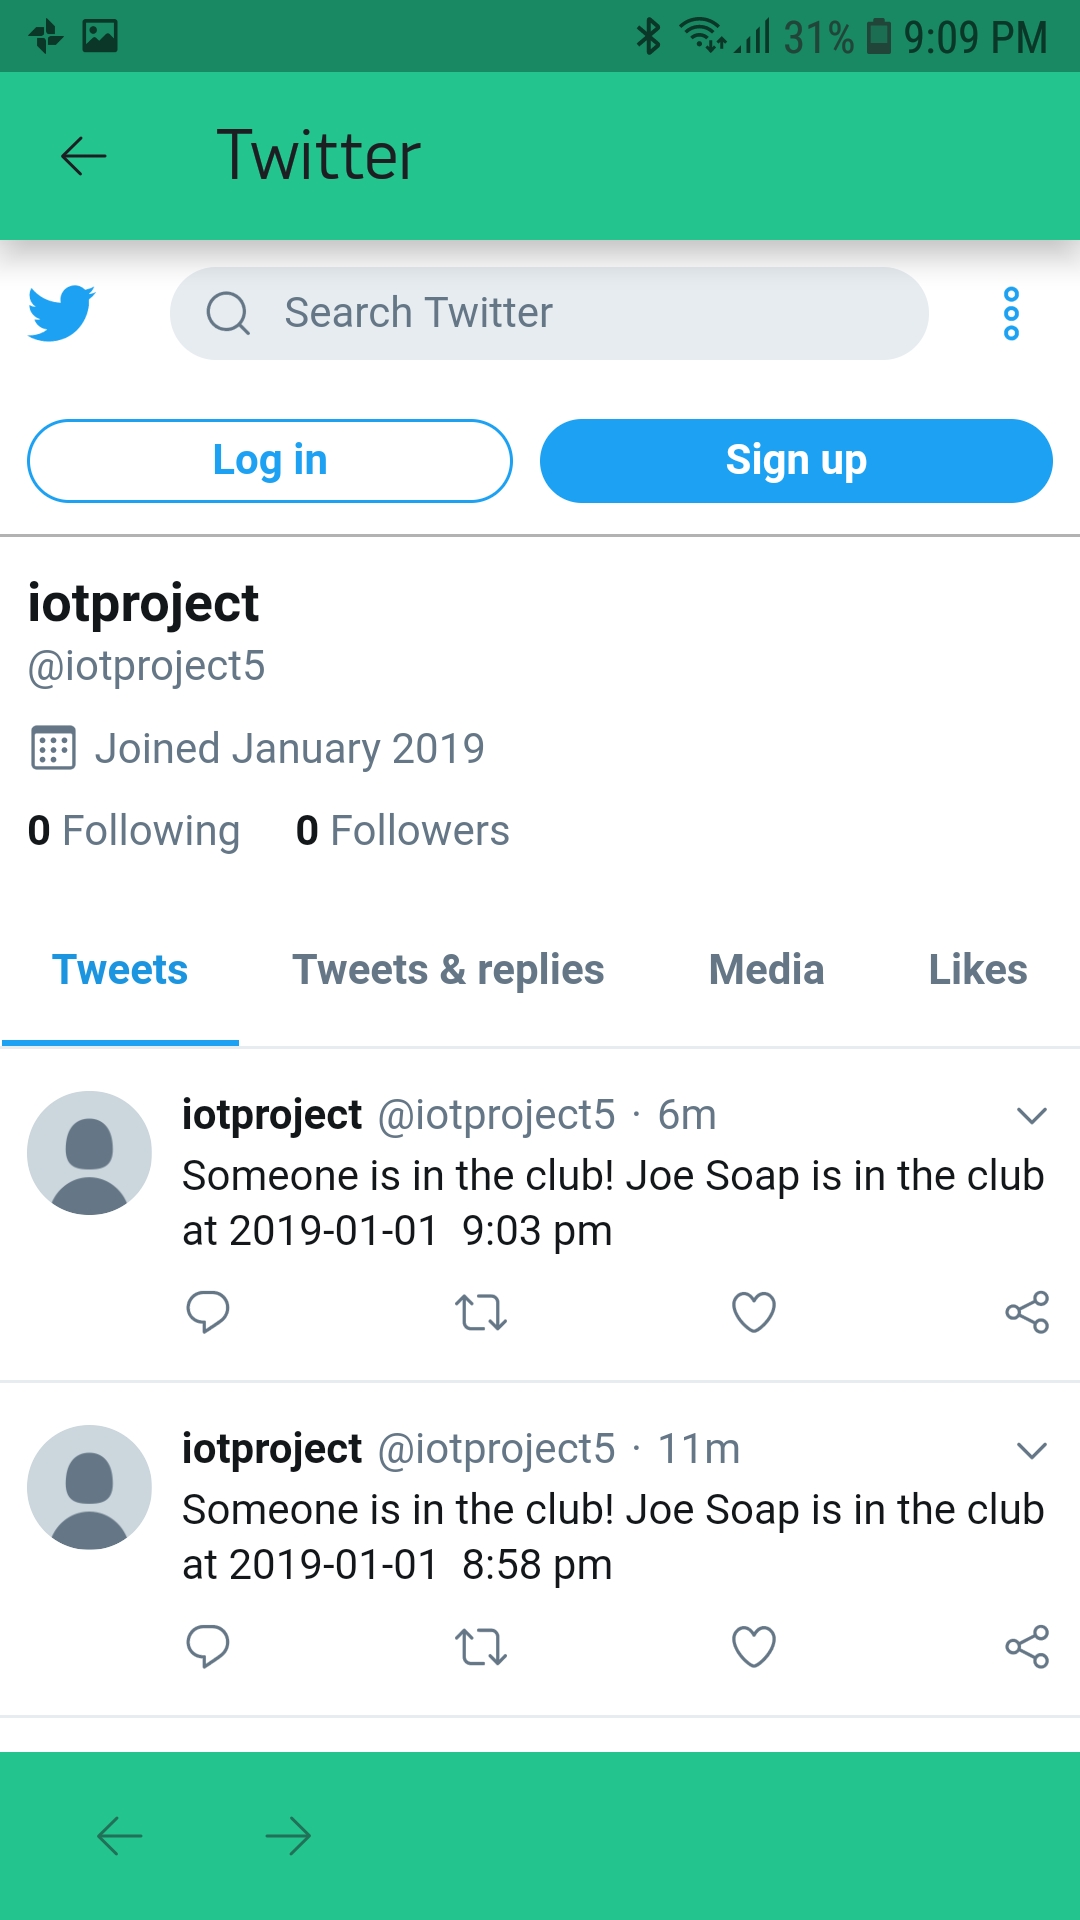 31% 9:09 PM
Twitter
Search Twitter
Log in Sign up
iotproject
@iotproject5
Joined January 2019
0 Following 0 Followers
Tweets Tweets & replies Media Likes
iotproject @iotproject5 · 6m
Someone is in the club! Joe Soap is in the club
at 2019-01-01  9:03 pm
iotproject @iotproject5 · 11m
Someone is in the club! Joe Soap is in the club
at 2019-01-01  8:58 pm